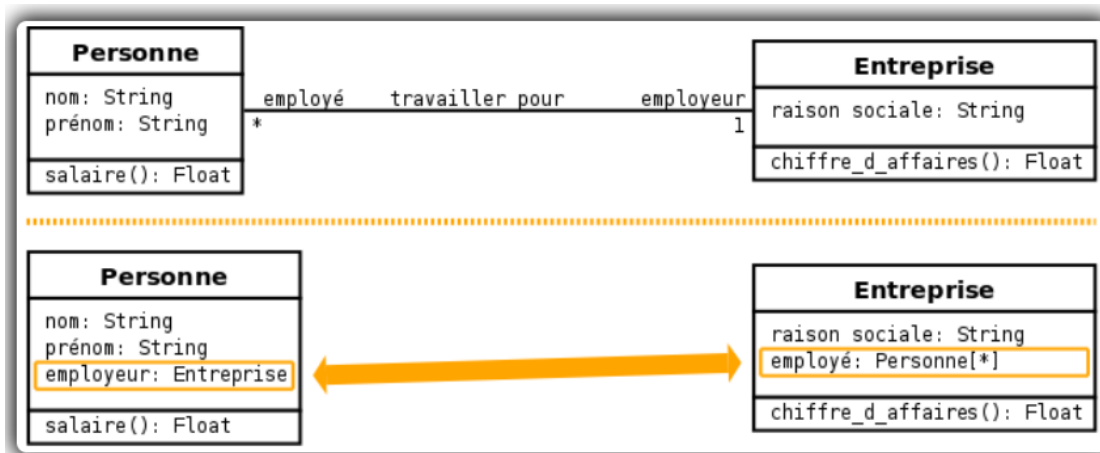 Personne
nom: String
prénom: String
salaire(): Float
employé travailler pour employeur
* 1
Entreprise
raison sociale: String
chiffre_d_affaires(): Float
Personne
nom: String
prénom: String
employeur: Entreprise
salaire(): Float
Entreprise
raison sociale: String
employé: Personne[*]
chiffre_d_affaires(): Float